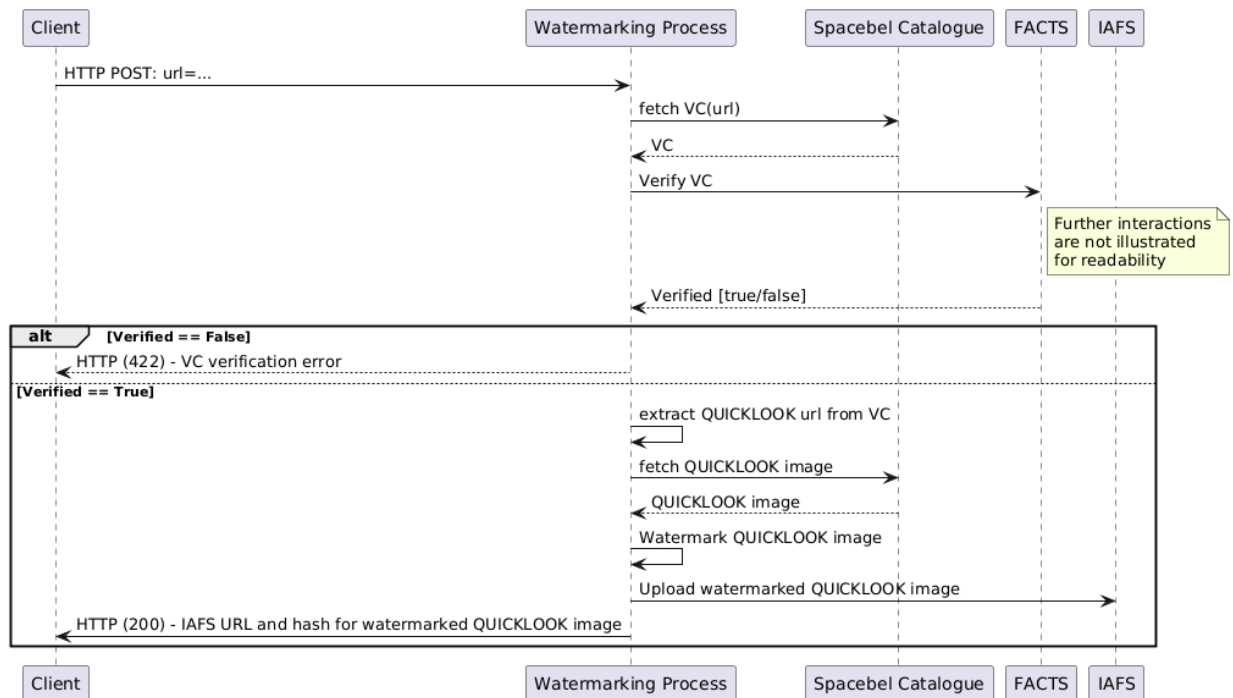 Client
Watermarking Process
Spacebel Catalogue
FACTS
IAFS
HTTP POST: url=...
fetch VC(url)
VC
Verify VC
Further interactions
are not illustrated
for readability
Verified [true/false]
alt
[Verified == False]
HTTP (422) - VC verification error
[Verified == True]
extract QUICKLOOK url from VC
fetch QUICKLOOK image
QUICKLOOK image
Watermark QUICKLOOK image
Upload watermarked QUICKLOOK image
HTTP (200) - IAFS URL and hash for watermarked QUICKLOOK image
Client
Watermarking Process
Spacebel Catalogue
FACTS
IAFS